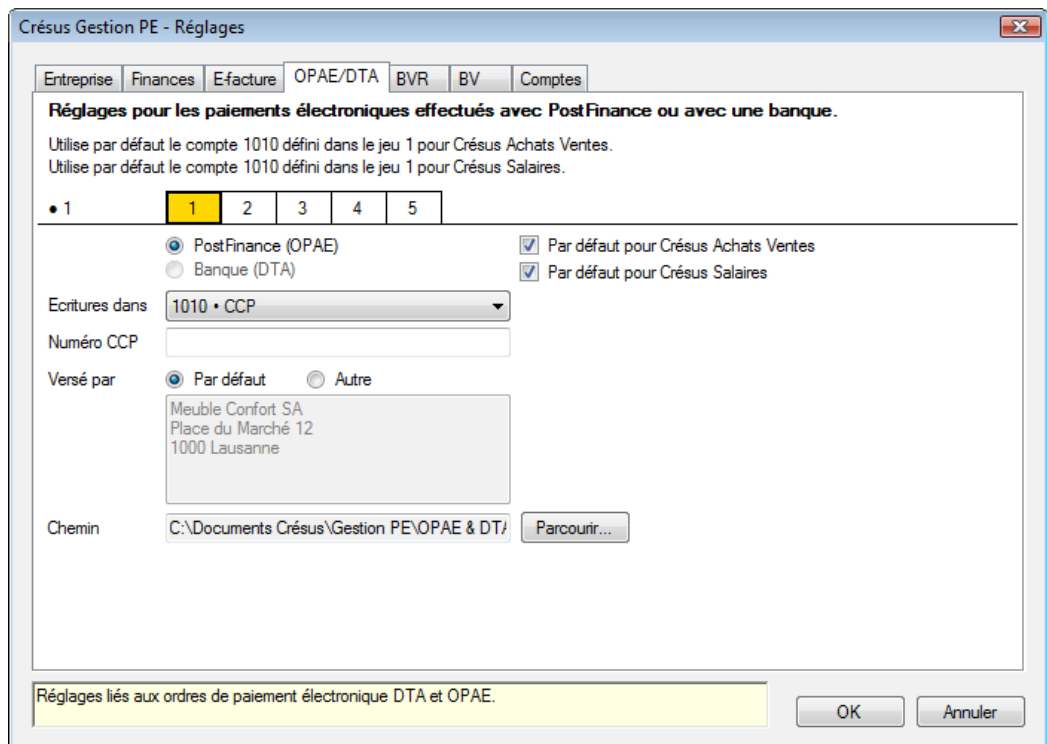 Crésus Gestion PE - Réglages
Entreprise Finances E-facture OPAE/DTA BVR BV Comptes
Réglages pour les paiements électroniques effectués avec PostFinance ou avec une banque.
Utilise par défaut le compte 1010 défini dans le jeu 1 pour Crésus Achats Ventes.
Utilise par défaut le compte 1010 défini dans le jeu 1 pour Crésus Salaires.
• 1 1 2 3 4 5
PostFinance (OPAE) Par défaut pour Crésus Achats Ventes
Banque (DTA) Par défaut pour Crésus Salaires
Ecritures dans 1010 • CCP
Numéro CCP
Versé par Par défaut Autre
Meuble Confort SA
Place du Marché 12
1000 Lausanne
Chemin C:\Documents Crésus\Gestion PE\OPAE & DTA Parcourir...
Réglages liés aux ordres de paiement électronique DTA et OPAE.
OK Annuler